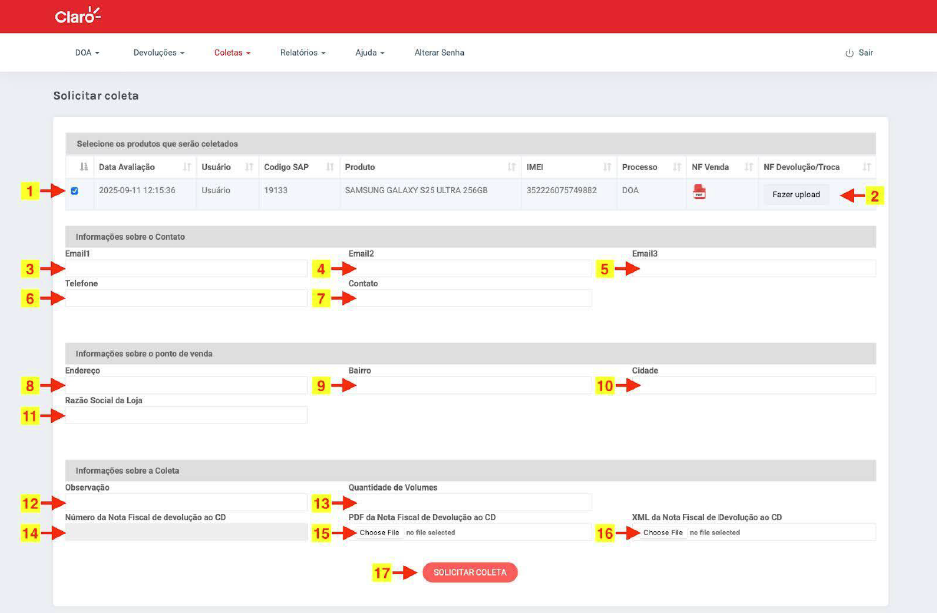 Claro
DOA Devoluções Coletas Relatórios Ajuda Alterar Senha Sair
Solicitar coleta
Selecione os produtos que serão celetados
Data Avaliação Usuário Codigo SAP Produto IMEI Processo NF Venda NF Devolução/Troca
1 2025-09-11 12:15:36 Usuário 19133 SAMSUNG GALAXY S25 ULTRA 256GB 352226075749882 DOA Fazer upload 2
Informações sobre o Contato
Email1 Email2 Email3
3 4 5
Telefone Contato
6 7
Informações sobre o ponto de venda
Endereço Bairro Cidade
8 9 10
Razão Social da Loja
11
Informações sobre a Coleta
Observação Quantidade de Volumes
12 13
Número da Nota Fiscal de devolução ao CD PDF da Nota Fiscal de Devolução ao CD XML da Nota Fiscal de Devolução ao CD
14 15 Choose File no file selected 16 Choose File no file selected
17 SOLICITAR COLETA